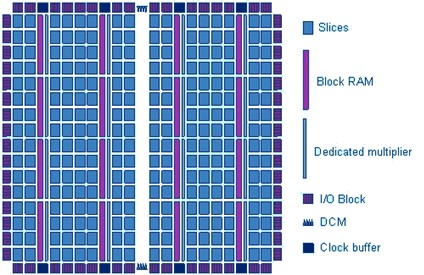 Slices
Block RAM
Dedicated multiplier
I/O Block
DCM
Clock buffer